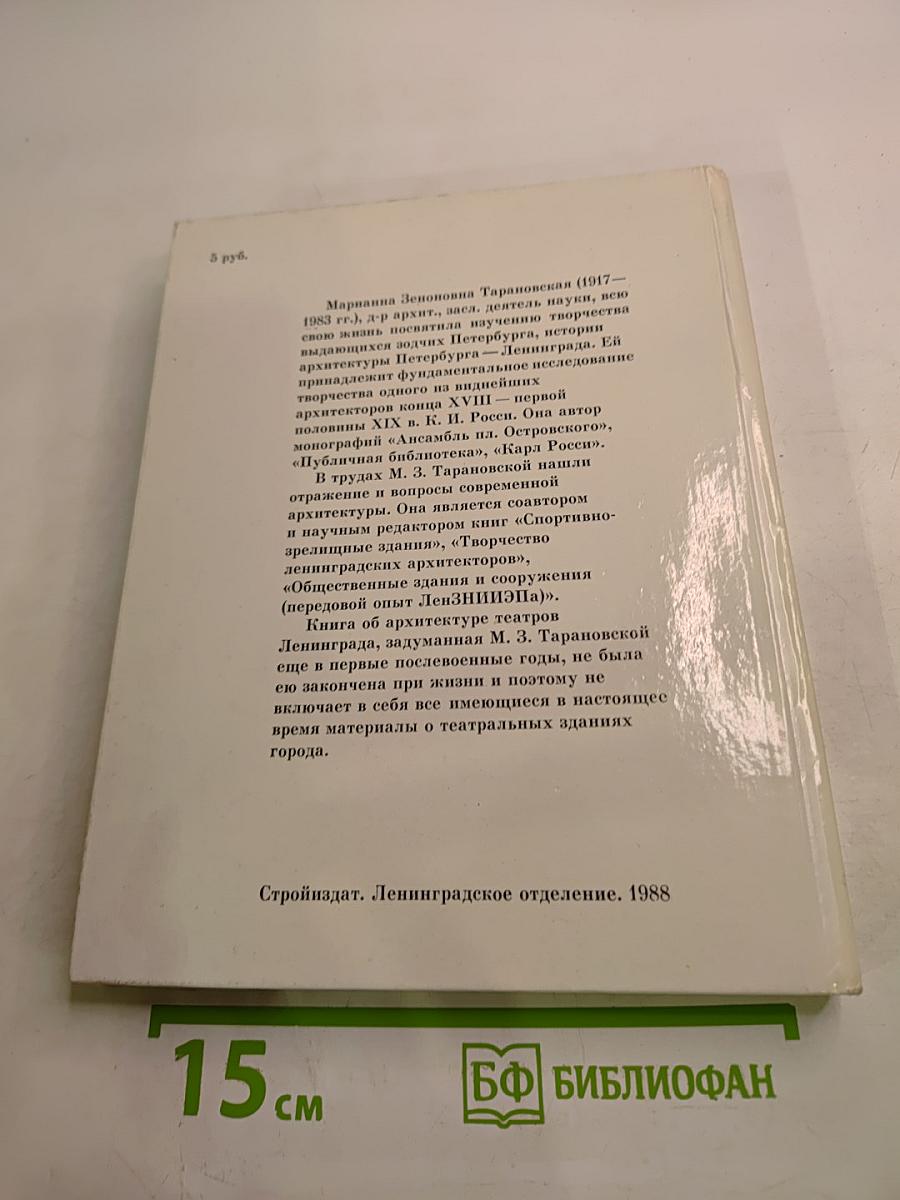 5 руб.
Марианна Зеноновна Тарановская (1917—
1983 гг.), д-р архит., засл. деятель науки, всю
свою жизнь посвятила изучению творчества
выдающихся зодчих Петербурга, истории
архитектуры Петербурга — Ленинграда. Ей
принадлежит фундаментальное исследование
творчества одного из виднейших
архитекторов конца XVIII — первой
половины XIX в. К. И. Росси. Она автор
монографий «Ансамбль пл. Островского»,
«Публичная библиотека», «Карл Росси».
В трудах М. З. Тарановской нашли
отражение и вопросы современной
архитектуры. Она является соавтором
и научным редактором книг «Спортивно-
зрелищные здания», «Творчество
ленинградских архитекторов»,
«Общественные здания и сооружения
(передовой опыт ЛенЗНИИЭПа)».
Книга об архитектуре театров
Ленинграда, задуманная М. З. Тарановской
еще в первые послевоенные годы, не была
ею закончена при жизни и поэтому не
включает в себя все имеющиеся в настоящее
время материалы о театральных зданиях
города.
Стройиздат. Ленинградское отделение. 1988
15 см
БФ БИБЛИОФАН